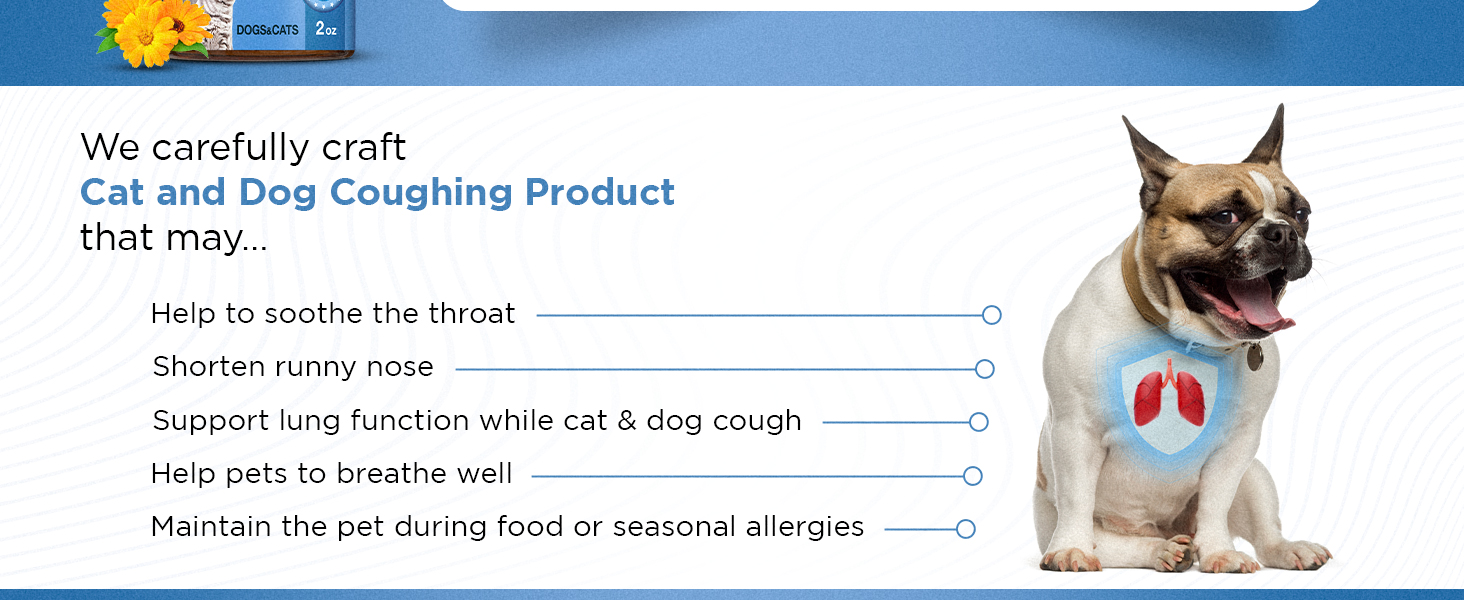 DOGS&CATS 2 oz
We carefully craft
Cat and Dog Coughing Product
that may...
Help to soothe the throat
Shorten runny nose
Support lung function while cat & dog cough
Help pets to breathe well
Maintain the pet during food or seasonal allergies